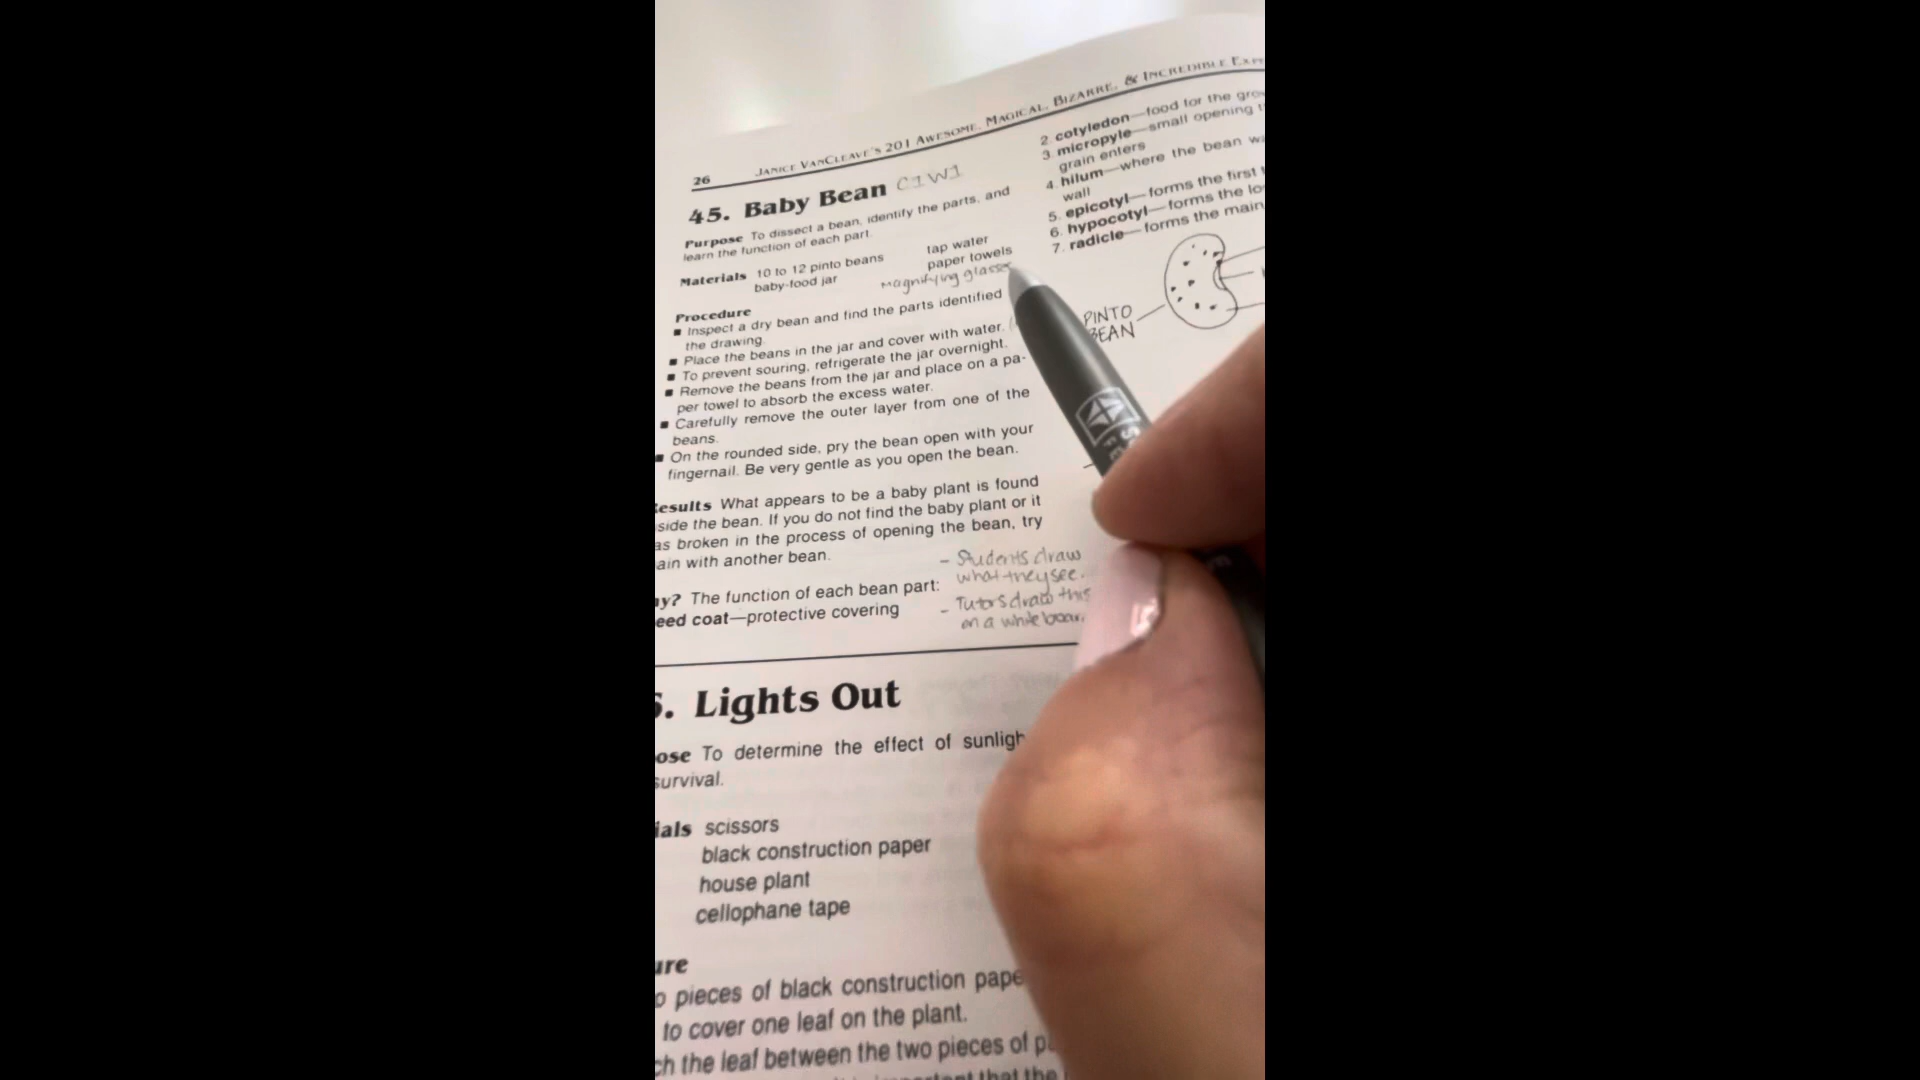 26
JANICE VANCLEAVE'S 201 AWESOME, MAGICAL, BIZARRE, & INCREDIBLE
45. Baby Bean C1W1
Purpose To dissect a bean, identify the parts, and
learn the function of each part.
Materials 10 to 12 pinto beans
baby-food jar
tap water
paper towels
magnifying glasses
Procedure
■ Inspect a dry bean and find the parts identified
the drawing.
■ Place the beans in the jar and cover with water.
■ To prevent souring, refrigerate the jar overnight.
■ Remove the beans from the jar and place on a pa-
per towel to absorb the excess water.
■ Carefully remove the outer layer from one of the
beans.
■ On the rounded side, pry the bean open with your
fingernail. Be very gentle as you open the bean.
esults What appears to be a baby plant is found
side the bean. If you do not find the baby plant or it
as broken in the process of opening the bean, try
ain with another bean.
y? The function of each bean part:
eed coat—protective covering
- Students draw
what they see.
- Tutors draw this
on a white boar
2. cotyledon—food for the
3. micropyle—small opening
grain enters
4. hilum—where the bean
wall
5. epicotyl—forms the first
6. hypocotyl—forms the
7. radicle—forms the main
PINTO
BEAN
. Lights Out
ose To determine the effect of sunligh
survival.
ials scissors
black construction paper
house plant
cellophane tape
ure
pieces of black construction pape
to cover one leaf on the plant.
ch the leaf between the two pieces of
that the